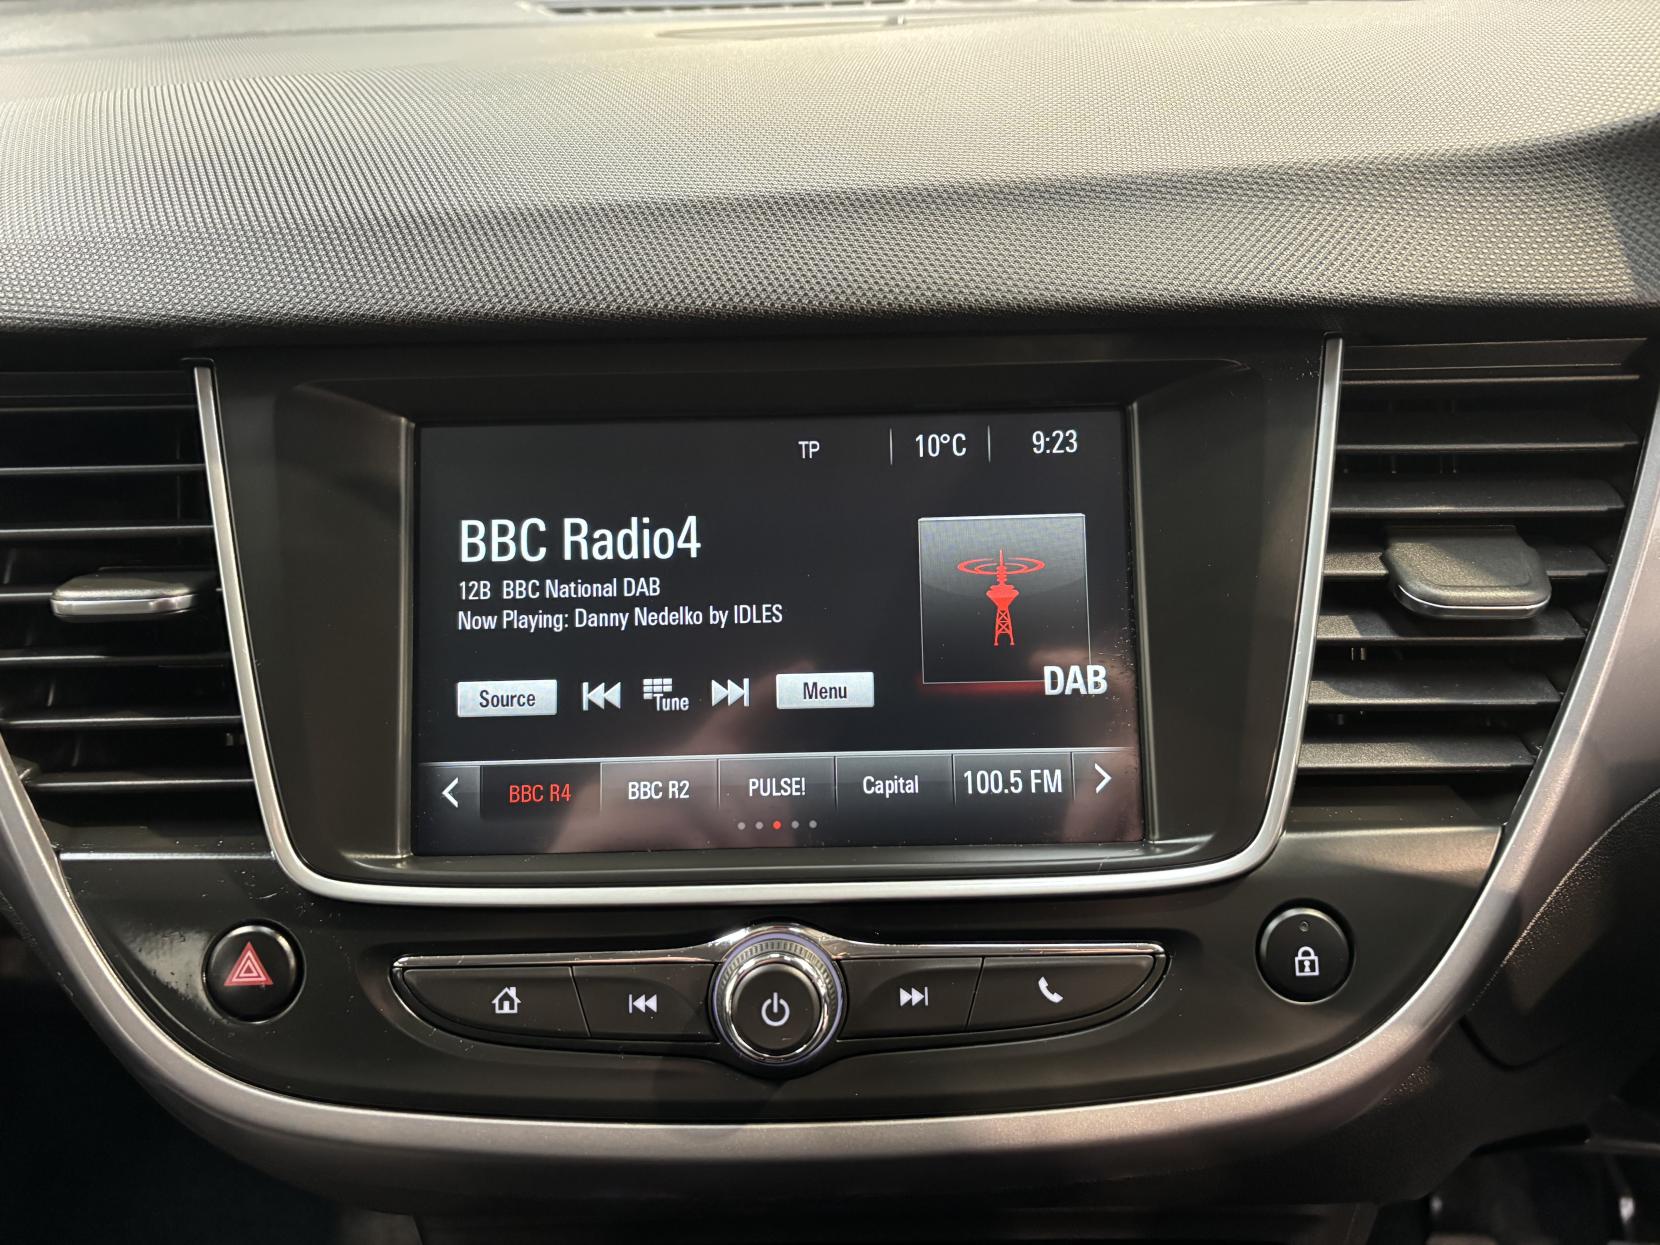 TP 10°C 9:23
BBC Radio4
12B BBC National DAB
Now Playing: Danny Nedelko by IDLES
DAB
Source Tune Menu
BBC R4 BBC R2 PULSE! Capital 100.5 FM